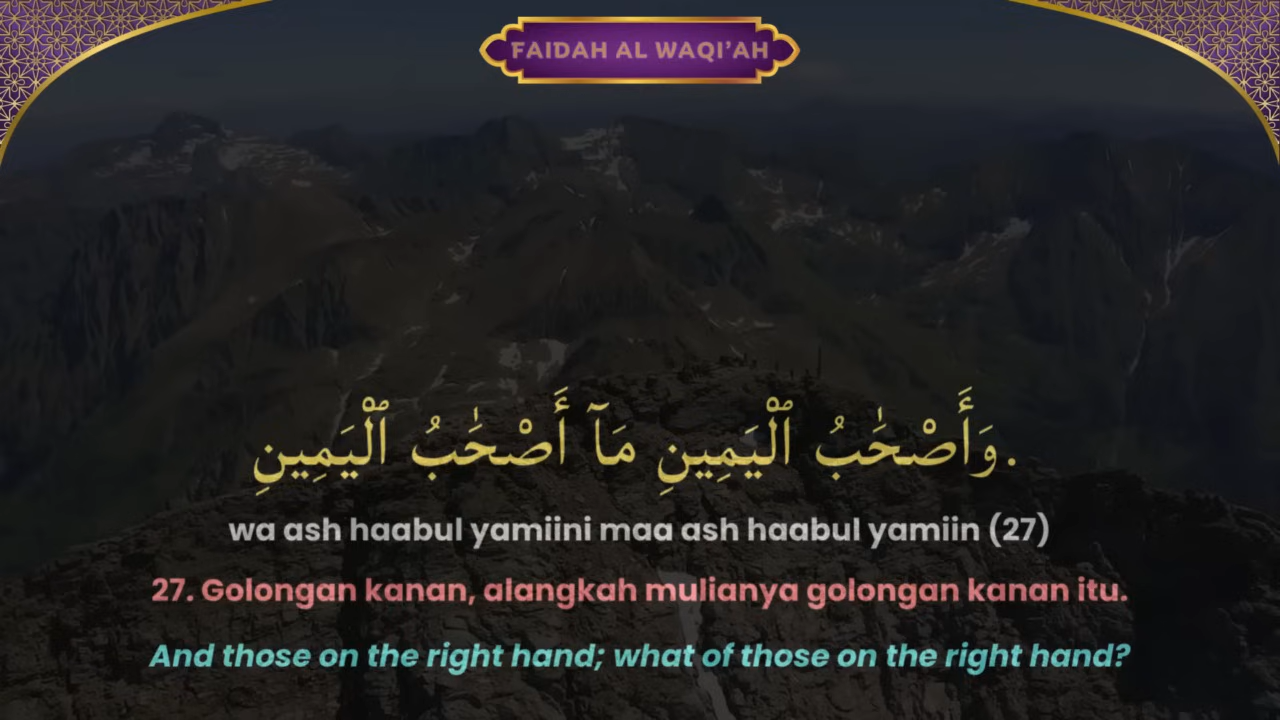 FAIDAH AL WAQI’AH
وَأَصْحَٰبُ ٱلْيَمِينِ مَآ أَصْحَٰبُ ٱلْيَمِينِ.
wa ash haabul yamiini maa ash haabul yamiin (27)
27. Golongan kanan, alangkah mulianya golongan kanan itu.
And those on the right hand; what of those on the right hand?